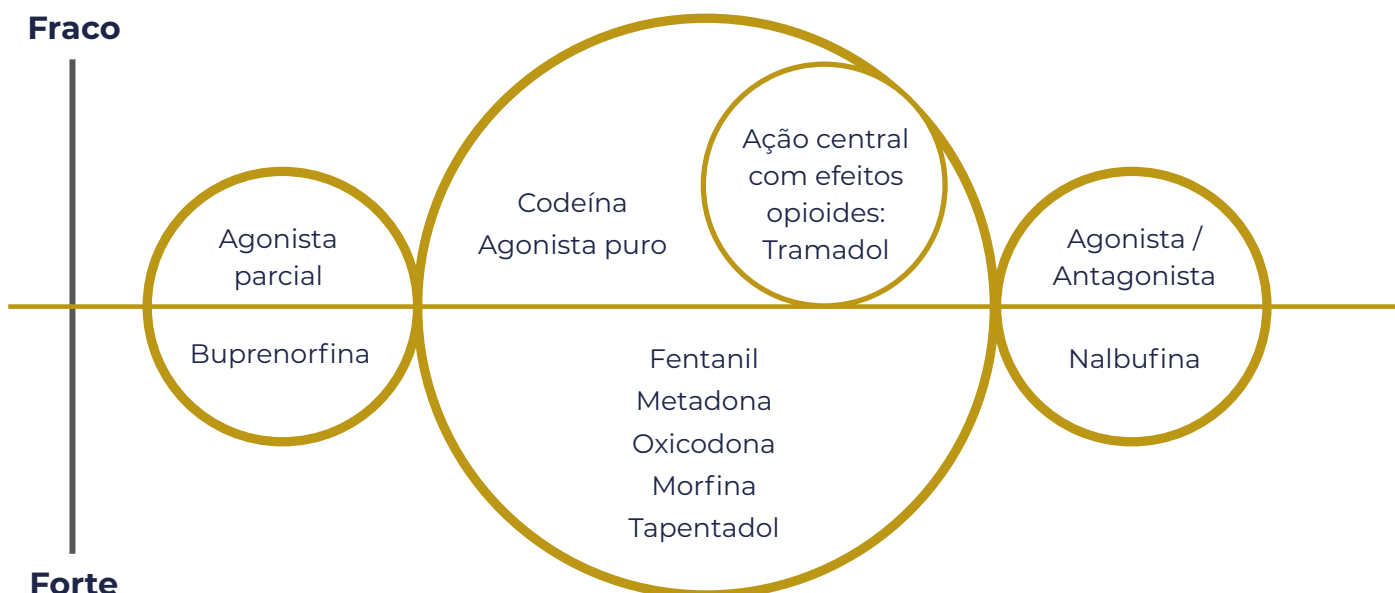 Fraco
Ação central
com efeitos
opioides:
Tramadol
Codeína
Agonista puro
Agonista
parcial
Agonista /
Antagonista
Buprenorfina
Nalbufina
Fentanil
Metadona
Oxicodona
Morfina
Tapentadol
Forte